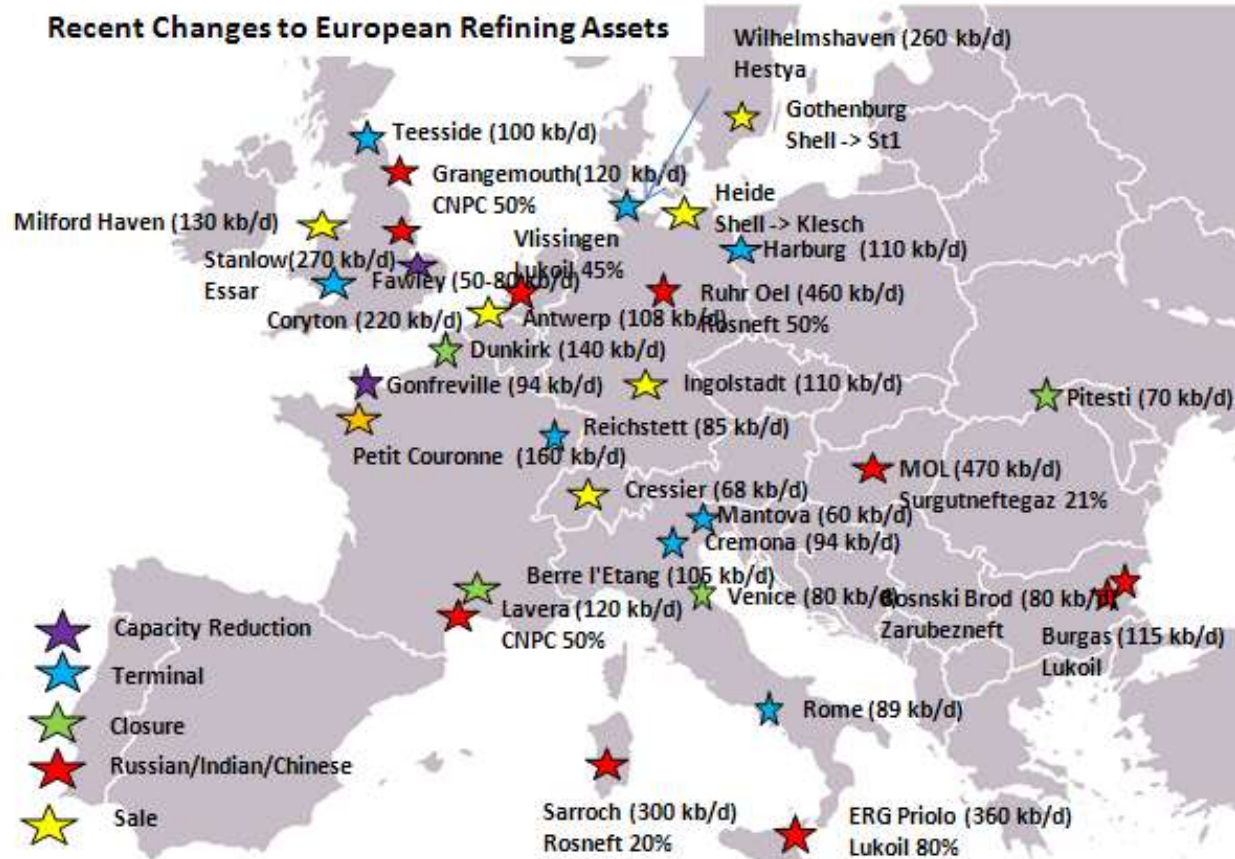 Recent Changes to European Refining Assets
Wilhelmshaven (260 kb/d)
Hestya
Gothenburg
Shell -> St1
Teesside (100 kb/d)
Grangemouth(120 kb/d)
CNPC 50%
Heide
Shell -> Klesch
Milford Haven (130 kb/d)
Vlissingen
Lukoil 45%
Harburg (110 kb/d)
Stanlow(270 kb/d)
Essar
Fawley (50-80 kb/d)
Ruhr Oel (460 kb/d)
Rosneft 50%
Coryton (220 kb/d)
Antwerp (108 kb/d)
Dunkirk (140 kb/d)
Gonfreville (94 kb/d)
Ingolstadt (110 kb/d)
Pitesti (70 kb/d)
Reichstett (85 kb/d)
Petit Couronne (160 kb/d)
MOL (470 kb/d)
Surgutneftegaz 21%
Cressier (68 kb/d)
Mantova (60 kb/d)
Cremona (94 kb/d)
Berre l'Etang (105 kb/d)
Venice (80 kb/d)
Bosnski Brod (80 kb/d)
Zarubezneft
Lavera (120 kb/d)
CNPC 50%
Burgas (115 kb/d)
Lukoil
Capacity Reduction
Terminal
Closure
Russian/Indian/Chinese
Sale
Rome (89 kb/d)
Sarroch (300 kb/d)
Rosneft 20%
ERG Priolo (360 kb/d)
Lukoil 80%